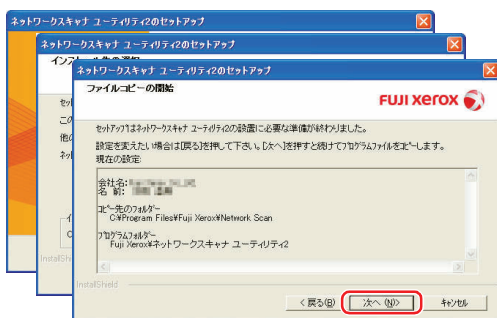 ネットワークスキャナ ユーティリティ2のセットアップ
ネットワークスキャナ ユーティリティ2のセットアップ
ネットワークスキャナ ユーティリティ2のセットアップ
ファイルコピーの開始
FUJI XEROX
セットアップはネットワークスキャナ ユーティリティ2の設置に必要な準備が終わりました。
設定を変えたい場合は[戻る]を押して下さい。[次へ]を押すと続けてプログラムファイルをコピーします。
現在の設定:
会社名:
名 前:
コピー先のフォルダー
C:¥Program Files¥Fuji Xerox¥Network Scan
プログラムフォルダー
Fuji Xerox¥ネットワークスキャナ ユーティリティ2
InstallShield
< 戻る(B)
次へ (N)>
キャンセル